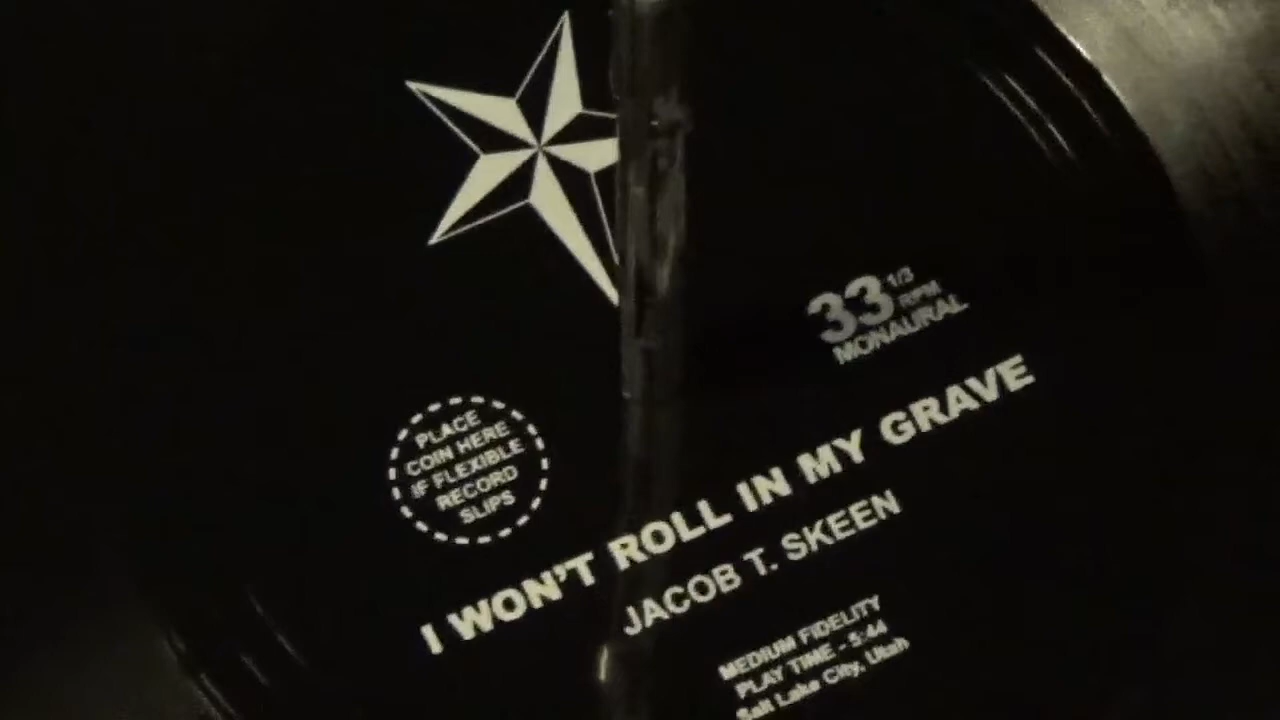 33 1/3
RPM
MONAURAL
PLACE
COIN HERE
IF FLEXIBLE
RECORD
SLIPS
I WON'T ROLL IN MY GRAVE
JACOB T. SKEEN
MEDIUM FIDELITY
PLAY TIME - 5:44
Salt Lake City, Utah